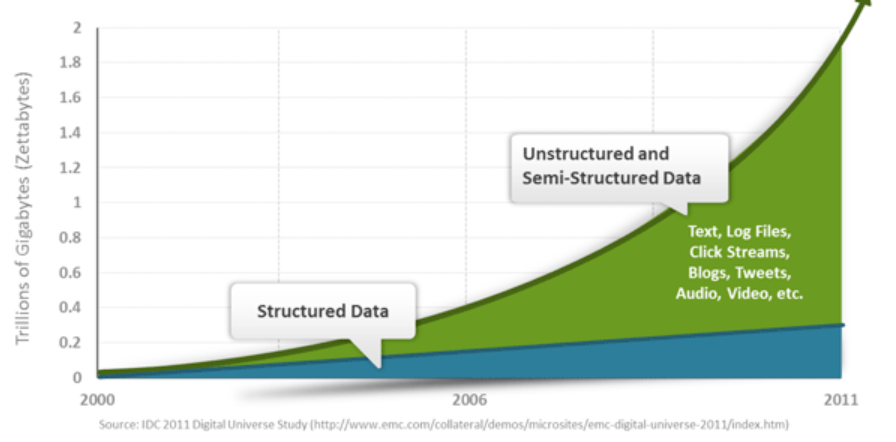 2
1.8
1.6
1.4
1.2
1
0.8
0.6
0.4
0.2
0
Trillions of Gigabytes (Zettabytes)
Unstructured and
Semi-Structured Data
Text, Log Files,
Click Streams,
Blogs, Tweets,
Audio, Video, etc.
Structured Data
2000
2006
2011
Source: IDC 2011 Digital Universe Study (http://www.emc.com/collateral/demos/microsites/emc-digital-universe-2011/index.htm)